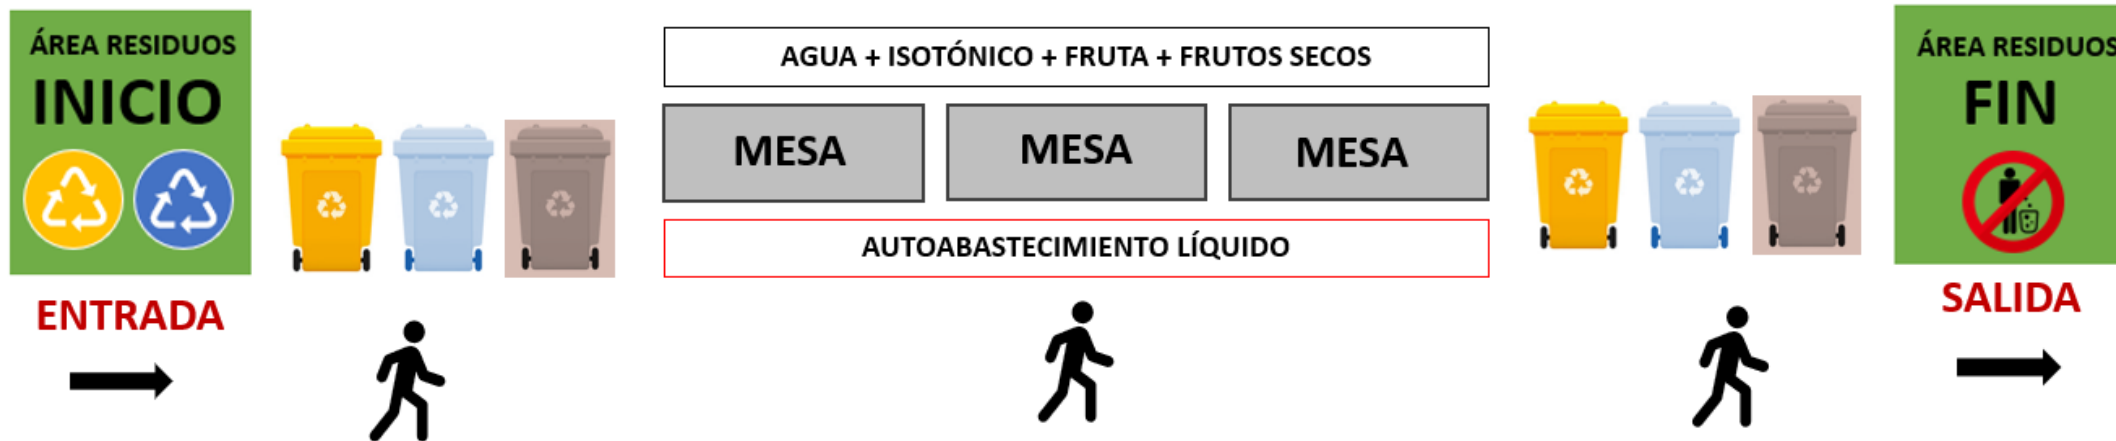 ÁREA RESIDUOS
INICIO
ENTRADA
AGUA + ISOTÓNICO + FRUTA + FRUTOS SECOS
MESA
MESA
MESA
AUTOABASTECIMIENTO LÍQUIDO
ÁREA RESIDUOS
FIN
SALIDA